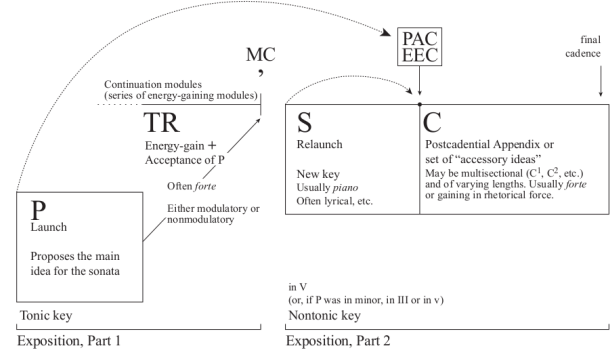 MC
,
PAC
EEC
final
cadence
Continuation modules
(series of energy-gaining modules)
TR
Energy-gain +
Acceptance of P
Often forte
Either modulatory or
nonmodulatory
P
Launch
Proposes the main
idea for the sonata
Tonic key
Exposition, Part 1
S
Relaunch
New key
Usually piano
Often lyrical, etc.
C
Postcadential Appendix or
set of “accessory ideas”
May be multisectional (C1, C2, etc.)
and of varying lengths. Usually forte
or gaining in rhetorical force.
in V
(or, if P was in minor, in III or in v)
Nontonic key
Exposition, Part 2